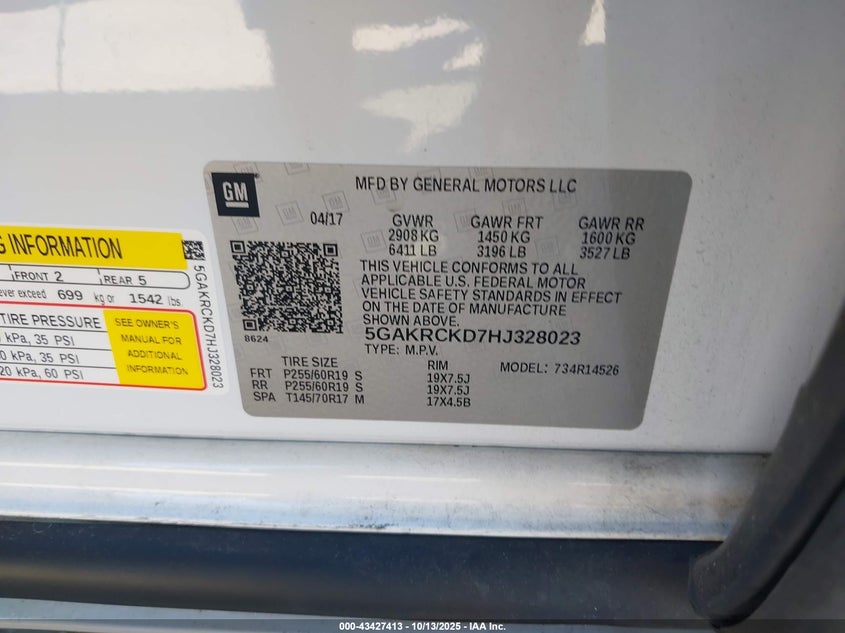 GM
MFD BY GENERAL MOTORS LLC
04/17 GVWR GAWR FRT GAWR RR
2908 KG 1450 KG 1600 KG
6411 LB 3196 LB 3527 LB
THIS VEHICLE CONFORMS TO ALL
APPLICABLE U.S. FEDERAL MOTOR
VEHICLE SAFETY STANDARDS IN EFFECT
ON THE DATE OF MANUFACTURE
SHOWN ABOVE.
8624
5GAKRCKD7HJ328023
TYPE: M.P.V.
TIRE SIZE RIM MODEL: 734R14526
FRT P255/60R19 S 19X7.5J
RR P255/60R19 S 19X7.5J
SPA T145/70R17 M 17X4.5B
INFORMATION
FRONT 2 REAR 5
ever exceed 699 kg or 1542 lbs
TIRE PRESSURE
kPa, 35 PSI
0 kPa, 35 PSI
20 kPa, 60 PSI
SEE OWNER'S
MANUAL FOR
ADDITIONAL
INFORMATION
5GAKRCKD7HJ328023
000-43427413 - 10/13/2025 - IAA Inc.